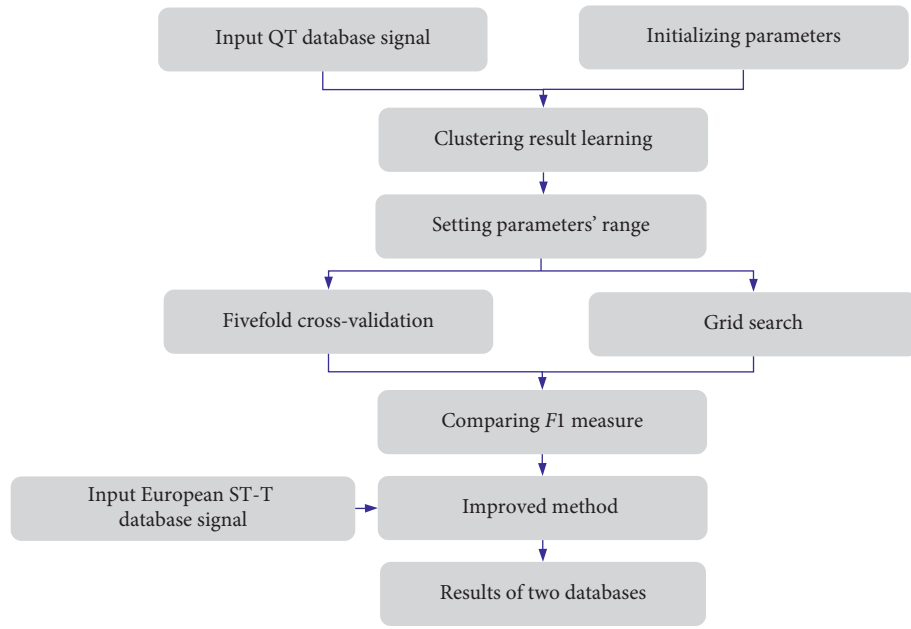 Input QT database signal
Initializing parameters
Clustering result learning
Setting parameters’ range
Fivefold cross-validation
Grid search
Comparing F1 measure
Input European ST-T
database signal
Improved method
Results of two databases